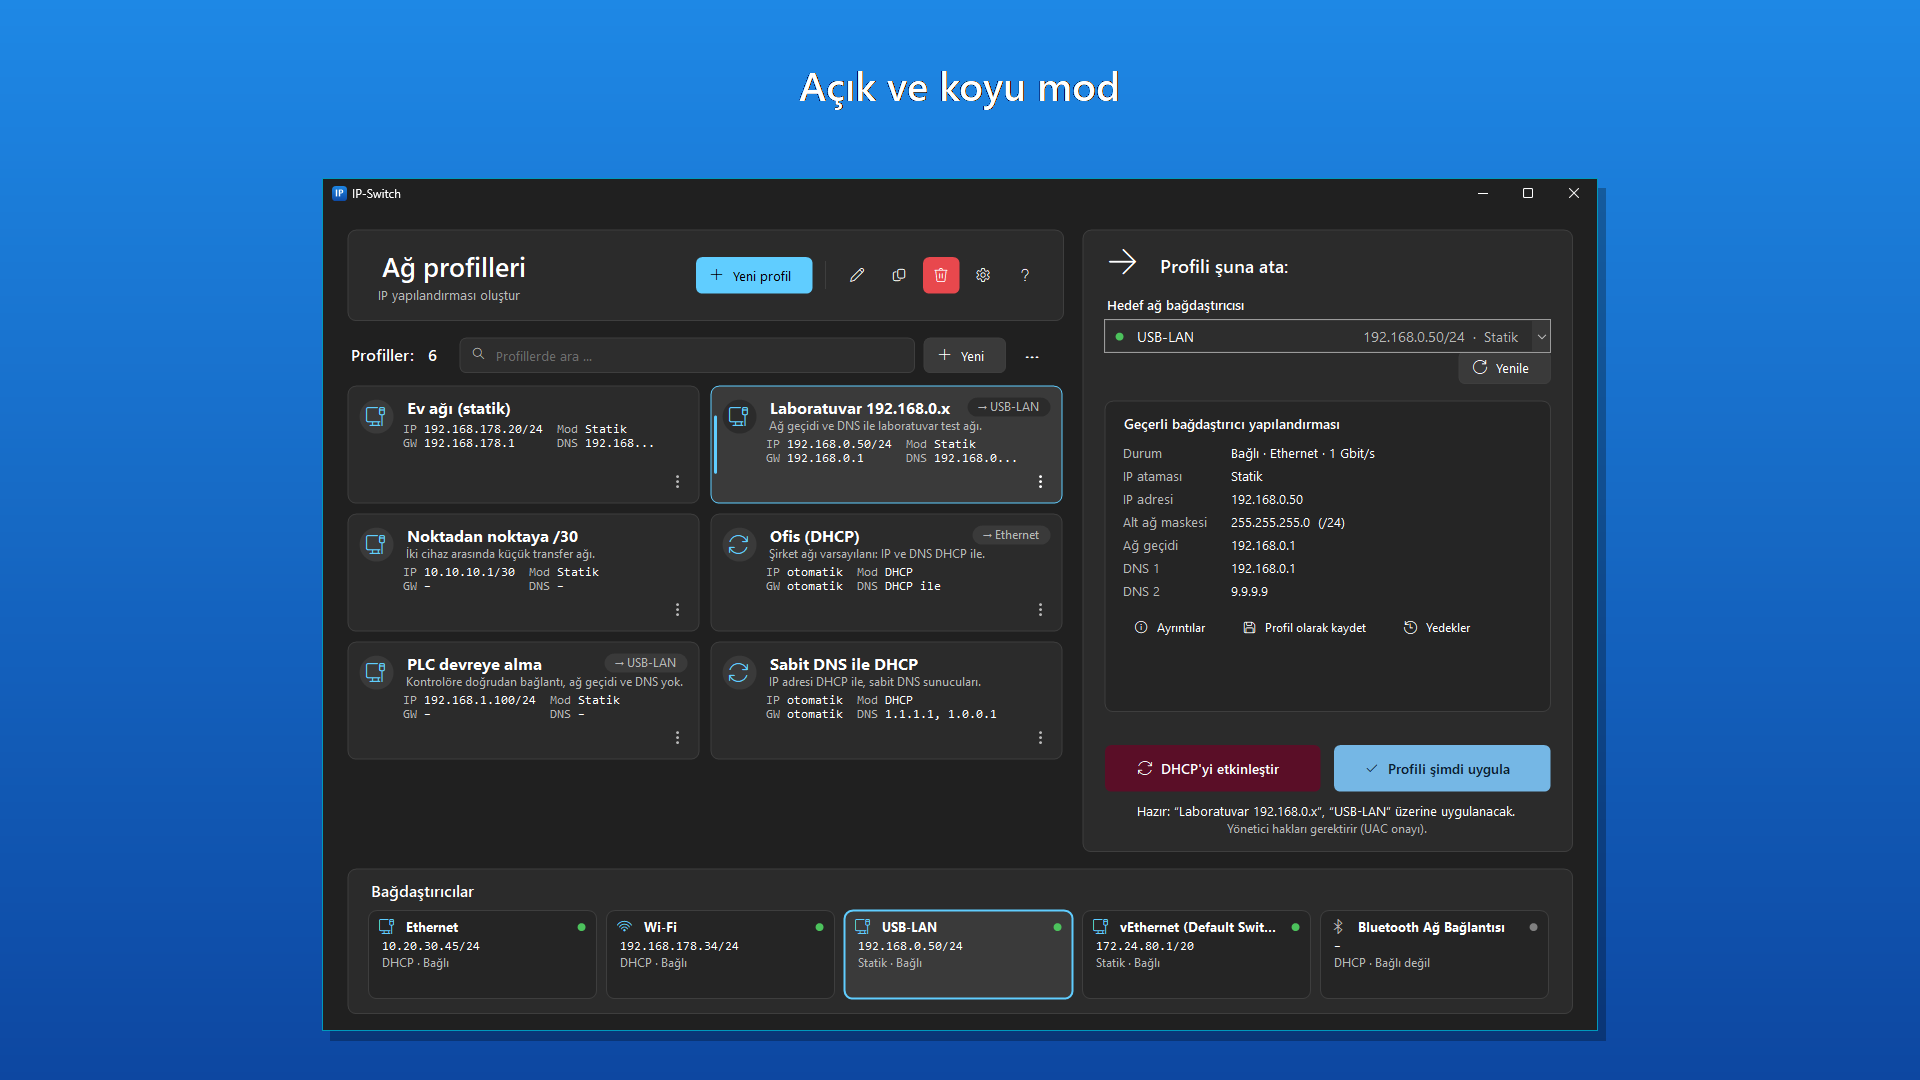 Açık ve koyu mod
IP IP-Switch
Ağ profilleri
IP yapılandırması oluştur
Yeni profil
?
Profiller: 6
Profillerde ara ...
Yeni
...
Ev ağı (statik)
IP 192.168.178.20/24 Mod Statik
GW 192.168.178.1 DNS 192.168...
Laboratuvar 192.168.0.x
→ USB-LAN
Ağ geçidi ve DNS ile laboratuvar test ağı.
IP 192.168.0.50/24 Mod Statik
GW 192.168.0.1 DNS 192.168.0...
Noktadan noktaya /30
İki cihaz arasında küçük transfer ağı.
IP 10.10.10.1/30 Mod Statik
GW – DNS –
Ofis (DHCP)
→ Ethernet
Şirket ağı varsayılanı: IP ve DNS DHCP ile.
IP otomatik Mod DHCP
GW otomatik DNS DHCP ile
PLC devreye alma
→ USB-LAN
Kontrolöre doğrudan bağlantı, ağ geçidi ve DNS yok.
IP 192.168.1.100/24 Mod Statik
GW – DNS –
Sabit DNS ile DHCP
IP adresi DHCP ile, sabit DNS sunucuları.
IP otomatik Mod DHCP
GW otomatik DNS 1.1.1.1, 1.0.0.1
Profili şuna ata:
Hedef ağ bağdaştırıcısı
USB-LAN 192.168.0.50/24 · Statik
Yenile
Geçerli bağdaştırıcı yapılandırması
Durum Bağlı · Ethernet · 1 Gbit/s
IP ataması Statik
IP adresi 192.168.0.50
Alt ağ maskesi 255.255.255.0 (/24)
Ağ geçidi 192.168.0.1
DNS 1 192.168.0.1
DNS 2 9.9.9.9
Ayrıntılar Profil olarak kaydet Yedekler
DHCP'yi etkinleştir
Profili şimdi uygula
Hazır: “Laboratuvar 192.168.0.x”, “USB-LAN” üzerine uygulanacak.
Yönetici hakları gerektirir (UAC onayı).
Bağdaştırıcılar
Ethernet
10.20.30.45/24
DHCP · Bağlı
Wi-Fi
192.168.178.34/24
DHCP · Bağlı
USB-LAN
192.168.0.50/24
Statik · Bağlı
vEthernet (Default Swit...
172.24.80.1/20
Statik · Bağlı
Bluetooth Ağ Bağlantısı
–
DHCP · Bağlı değil